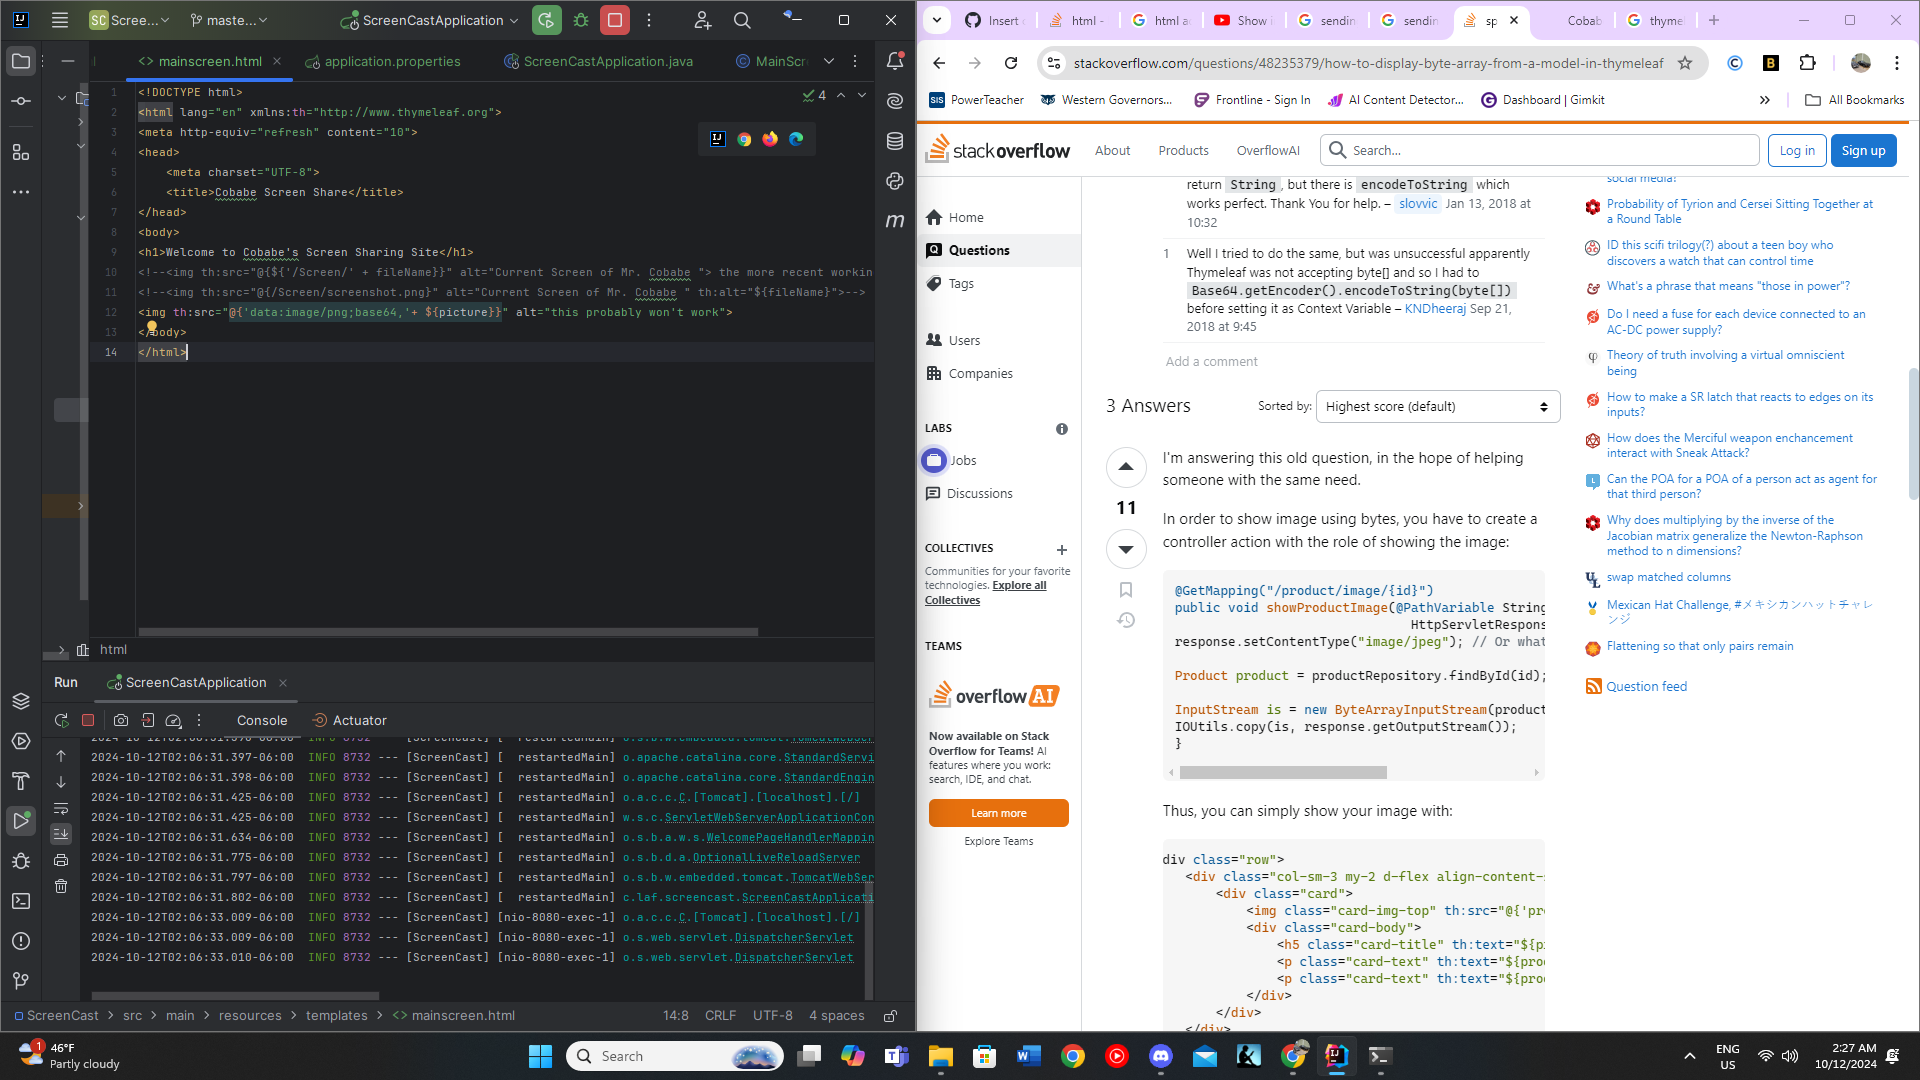 SC Scree...
maste...
ScreenCastApplication
mainscreen.html
application.properties
ScreenCastApplication.java
MainScr
4
1 <!DOCTYPE html>
2 <html lang="en" xmlns:th="http://www.thymeleaf.org">
3 <meta http-equiv="refresh" content="10">
4 <head>
5 <meta charset="UTF-8">
6 <title>Cobabe Screen Share</title>
7 </head>
8 <body>
9 <h1>Welcome to Cobabe's Screen Sharing Site</h1>
10 <!--<img th:src="@{${'/Screen/' + fileName}}" alt="Current Screen of Mr. Cobabe "> the more recent workin
11 <!--<img th:src="@{/Screen/screenshot.png}" alt="Current Screen of Mr. Cobabe " th:alt="${fileName}">-->
12 <img th:src="@{'data:image/png;base64,'+ ${picture}}" alt="this probably won't work">
13 </body>
14 </html>
html
Run
ScreenCastApplication
Console
Actuator
2024-10-12T02:06:31.397-06:00 INFO 8732 --- [ScreenCast] [ restartedMain] o.apache.catalina.core.StandardServi
2024-10-12T02:06:31.398-06:00 INFO 8732 --- [ScreenCast] [ restartedMain] o.apache.catalina.core.StandardEngin
2024-10-12T02:06:31.425-06:00 INFO 8732 --- [ScreenCast] [ restartedMain] o.a.c.c.C.[Tomcat].[localhost].[/]
2024-10-12T02:06:31.425-06:00 INFO 8732 --- [ScreenCast] [ restartedMain] w.s.c.ServletWebServerApplicationCon
2024-10-12T02:06:31.634-06:00 INFO 8732 --- [ScreenCast] [ restartedMain] o.s.b.a.w.s.WelcomePageHandlerMappin
2024-10-12T02:06:31.775-06:00 INFO 8732 --- [ScreenCast] [ restartedMain] o.s.b.d.a.OptionalLiveReloadServer
2024-10-12T02:06:31.797-06:00 INFO 8732 --- [ScreenCast] [ restartedMain] o.s.b.w.embedded.tomcat.TomcatWebSer
2024-10-12T02:06:31.802-06:00 INFO 8732 --- [ScreenCast] [ restartedMain] c.laf.screencast.ScreenCastApplicati
2024-10-12T02:06:33.009-06:00 INFO 8732 --- [ScreenCast] [nio-8080-exec-1] o.a.c.c.C.[Tomcat].[localhost].[/]
2024-10-12T02:06:33.009-06:00 INFO 8732 --- [ScreenCast] [nio-8080-exec-1] o.s.web.servlet.DispatcherServlet
2024-10-12T02:06:33.010-06:00 INFO 8732 --- [ScreenCast] [nio-8080-exec-1] o.s.web.servlet.DispatcherServlet
ScreenCast > src > main > resources > templates > mainscreen.html
14:8 CRLF UTF-8 4 spaces
Insert
html -
html a
Show i
sendin
sendin
sp
Cobab
thyme
stackoverflow.com/questions/48235379/how-to-display-byte-array-from-a-model-in-thymeleaf
PowerTeacher
Western Governors...
Frontline - Sign In
AI Content Detector...
Dashboard | Gimkit
All Bookmarks
stackoverflow
About
Products
OverflowAI
Search...
Log in
Sign up
Home
Questions
Tags
Users
Companies
LABS
Jobs
Discussions
COLLECTIVES
Communities for your favorite
technologies. Explore all
Collectives
TEAMS
overflowAI
Now available on Stack
Overflow for Teams! AI
features where you work:
search, IDE, and chat.
Learn more
Explore Teams
return String, but there is encodeToString which
works perfect. Thank You for help. – slovvic Jan 13, 2018 at
10:32
1 Well I tried to do the same, but was unsuccessful apparently
Thymeleaf was not accepting byte[] and so I had to
Base64.getEncoder().encodeToString(byte[])
before setting it as Context Variable – KNDheeraj Sep 21,
2018 at 9:45
Add a comment
3 Answers
Sorted by:
Highest score (default)
11
I'm answering this old question, in the hope of helping
someone with the same need.
In order to show image using bytes, you have to create a
controller action with the role of showing the image:
@GetMapping("/product/image/{id}")
public void showProductImage(@PathVariable String
HttpServletRespons
response.setContentType("image/jpeg"); // Or what
Product product = productRepository.findById(id);
InputStream is = new ByteArrayInputStream(product
IOUtils.copy(is, response.getOutputStream());
}
Thus, you can simply show your image with:
div class="row">
<div class="col-sm-3 my-2 d-flex align-content-
<div class="card">
<img class="card-img-top" th:src="@{'pr
<div class="card-body">
<h5 class="card-title" th:text="${p
<p class="card-text" th:text="${pro
<p class="card-text" th:text="${pro
</div>
</div>
</div>
social media?
Probability of Tyrion and Cersei Sitting Together at
a Round Table
ID this scifi trilogy(?) about a teen boy who
discovers a watch that can control time
What's a phrase that means "those in power"?
Do I need a fuse for each device connected to an
AC-DC power supply?
Theory of truth involving a virtual omniscient
being
How to make a SR latch that reacts to edges on its
inputs?
How does the Merciful weapon enchancement
interact with Sneak Attack?
Can the POA for a POA of a person act as agent for
that third person?
Why does multiplying by the inverse of the
Jacobian matrix generalize the Newton-Raphson
method to n dimensions?
swap matched columns
Mexican Hat Challenge, #メキシカンハットチャレ
ンジ
Flattening so that only pairs remain
Question feed
1
46°F
Partly cloudy
Search
ENG
US
2:27 AM
10/12/2024